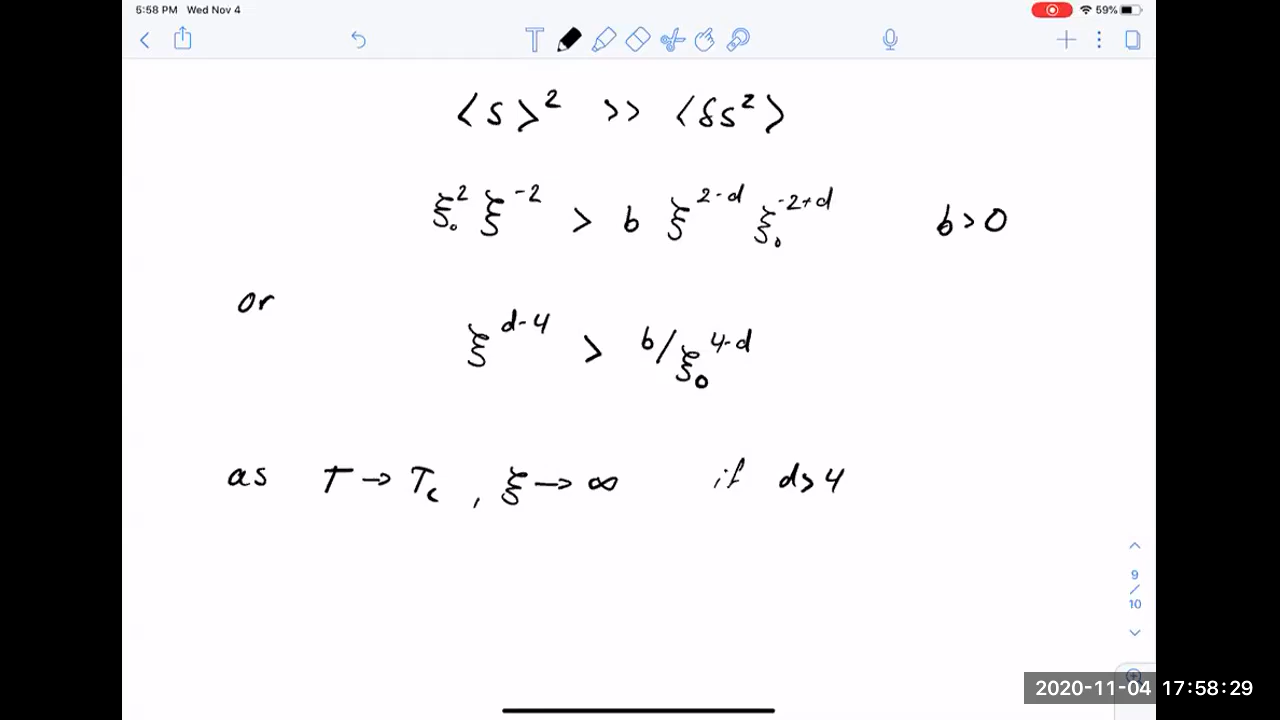 5:58 PM Wed Nov 4
59%
T
⟨s⟩² >> ⟨δs²⟩
ξ₀² ξ⁻² > b ξ^{2-d} ξ₀^{-2+d} b>0
or
ξ^{d-4} > b/ξ₀^{4-d}
as T → T_c , ξ → ∞ if d>4
9
/
10
2020-11-04 17:58:29